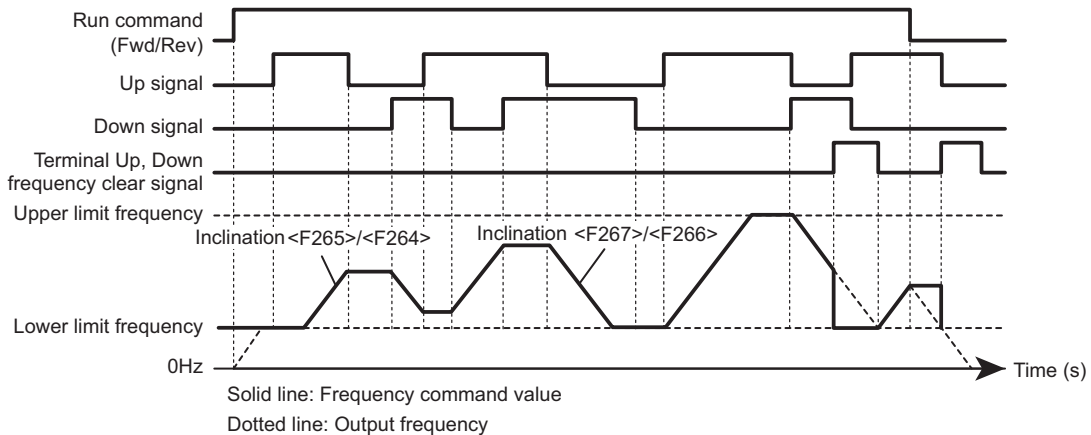 Run command
(Fwd/Rev)
Up signal
Down signal
Terminal Up, Down
frequency clear signal
Upper limit frequency
Inclination <F265>/<F264>
Inclination <F267>/<F266>
Lower limit frequency
0Hz
Time (s)
Solid line: Frequency command value
Dotted line: Output frequency